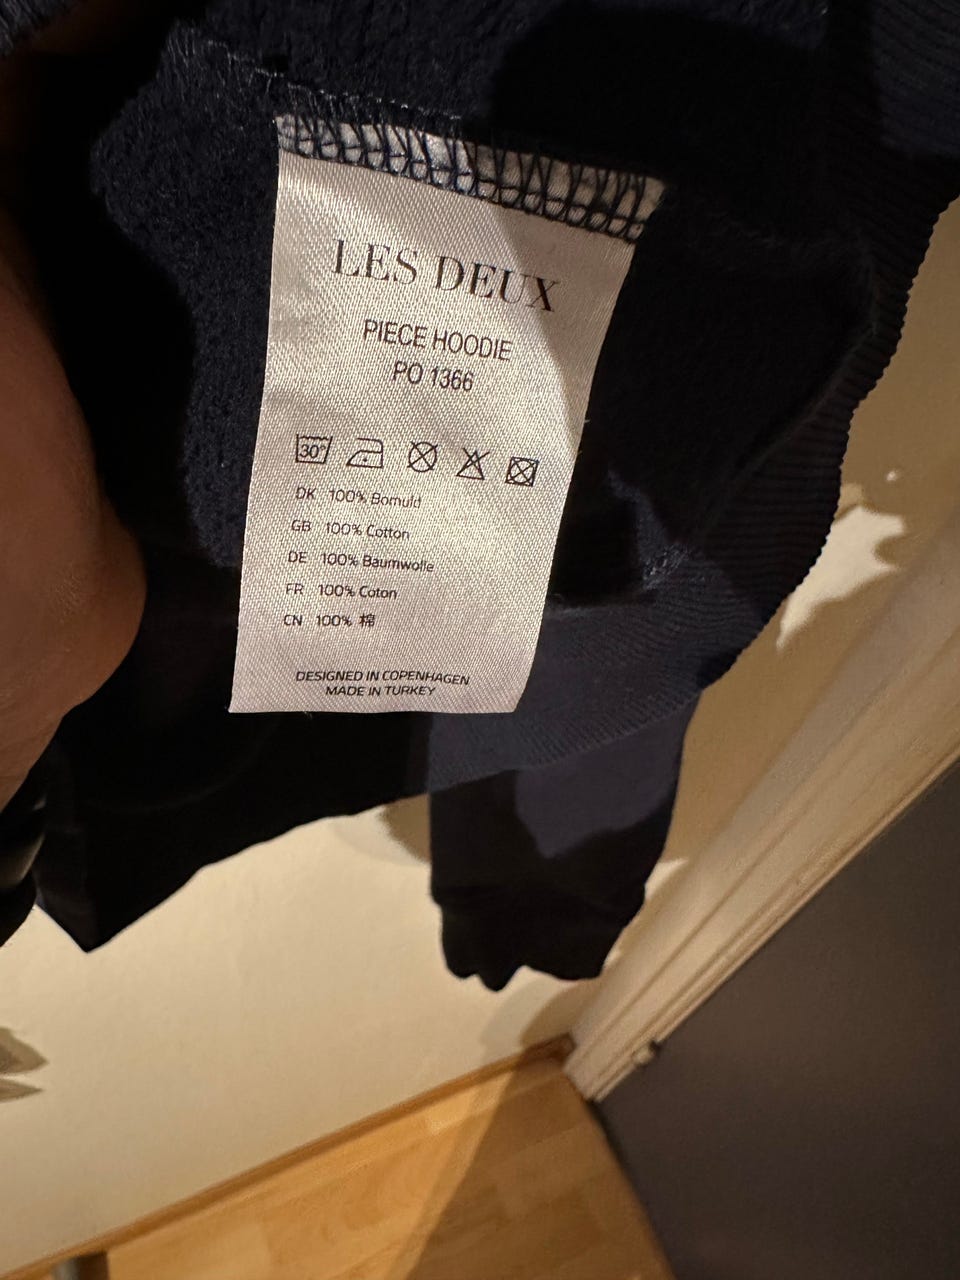 LES DEUX
PIECE HOODIE
PO 1366
30°
DK 100% Bomuld
GB 100% Cotton
DE 100% Baumwolle
FR 100% Coton
CN 100% 棉
DESIGNED IN COPENHAGEN
MADE IN TURKEY